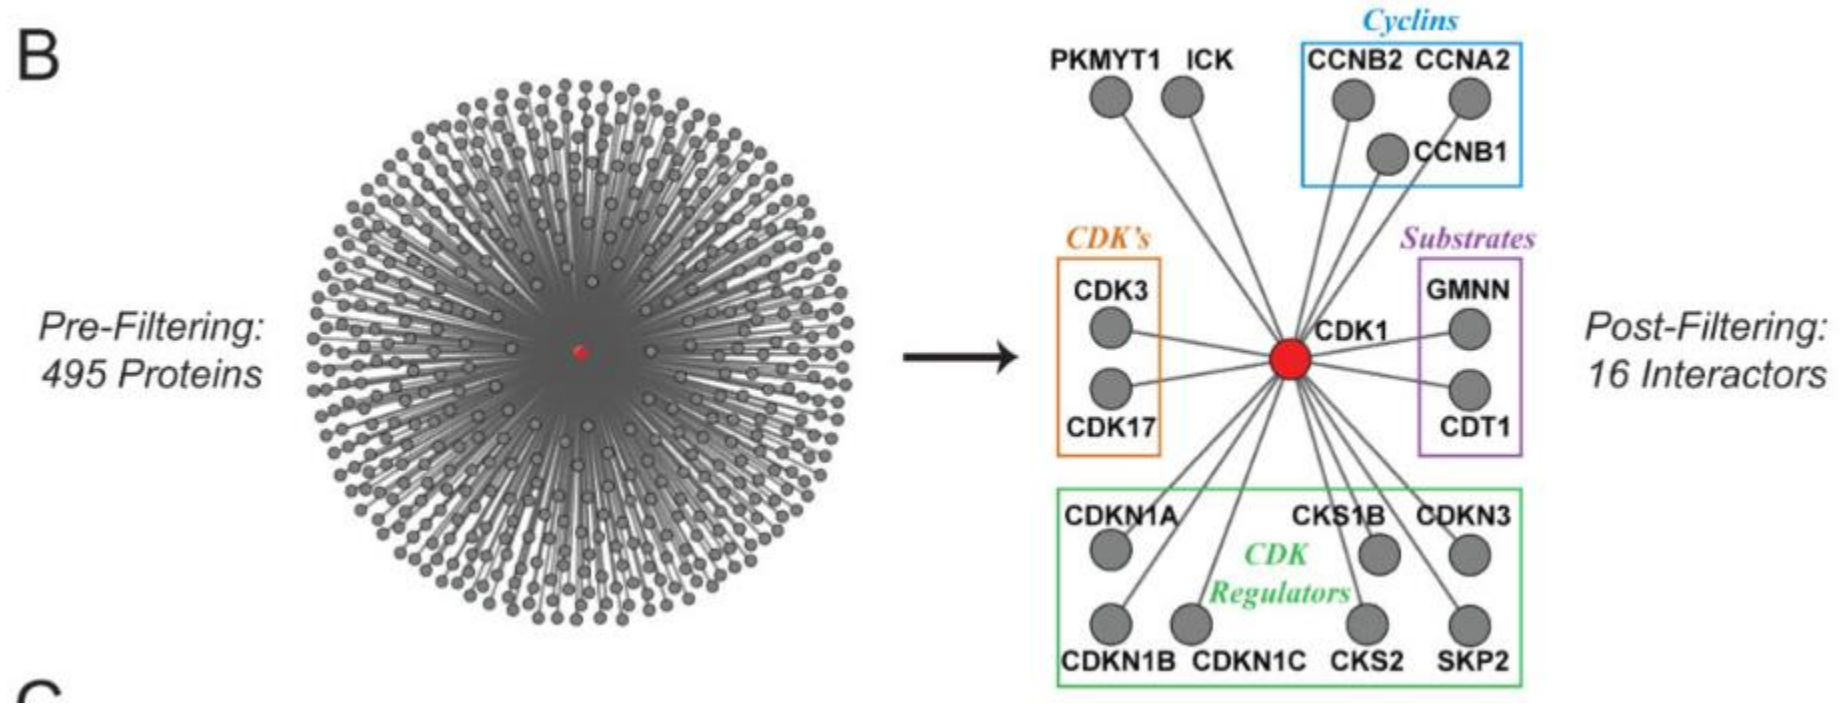 B
Pre-Filtering:
495 Proteins
Cyclins
PKMYT1 ICK
CCNB2 CCNA2
CCNB1
CDK's
CDK3
CDK17
CDK1
Substrates
GMNN
CDT1
CDKN1A
CKS1B
CDKN3
CDK
Regulators
CDKN1B
CDKN1C
CKS2
SKP2
Post-Filtering:
16 Interactors